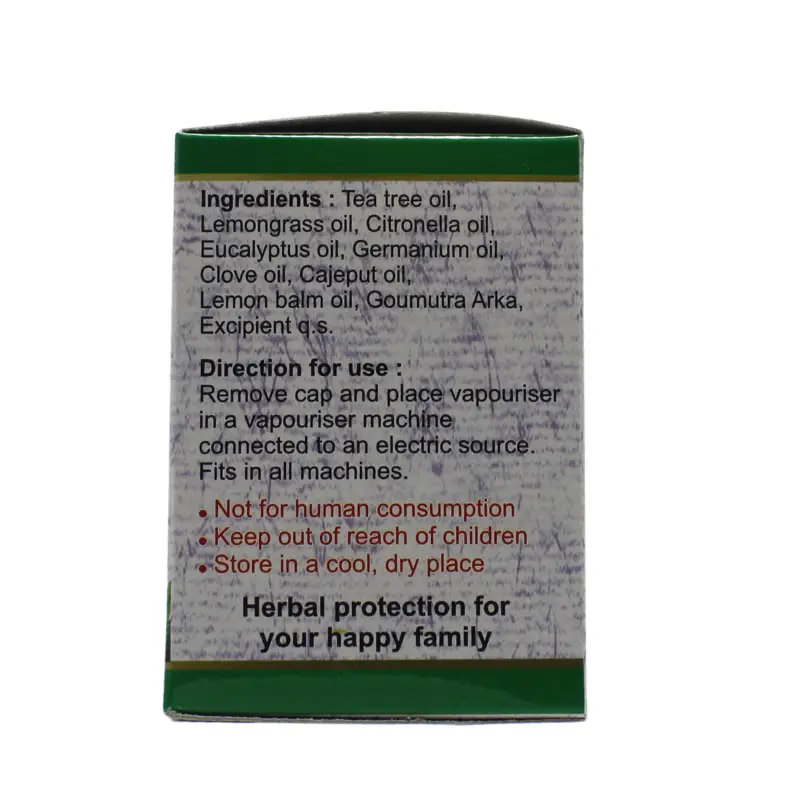 Ingredients : Tea tree oil,
Lemongrass oil, Citronella oil,
Eucalyptus oil, Germanium oil,
Clove oil, Cajeput oil,
Lemon balm oil, Goumutra Arka,
Excipient q.s.
Direction for use :
Remove cap and place vapouriser
in a vapouriser machine
connected to an electric source.
Fits in all machines.
• Not for human consumption
• Keep out of reach of children
• Store in a cool, dry place
Herbal protection for
your happy family